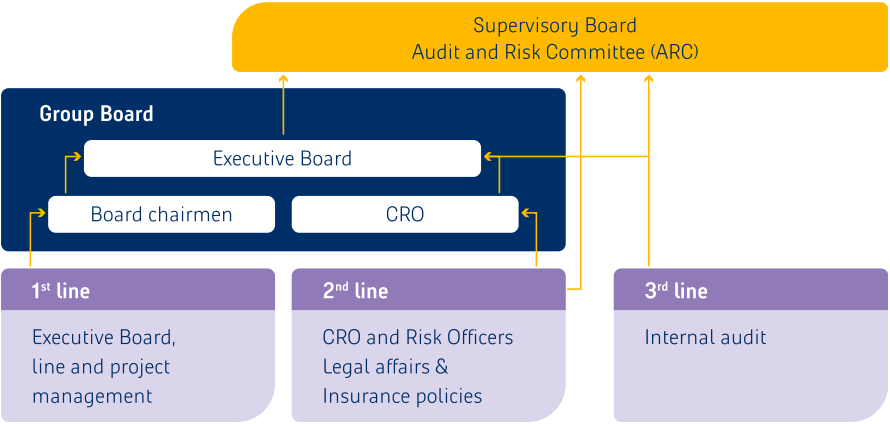 Supervisory Board
Audit and Risk Committee (ARC)
Group Board
Executive Board
Board chairmen
CRO
1st line
Executive Board,
line and project
management
2nd line
CRO and Risk Officers
Legal affairs &
Insurance policies
3rd line
Internal audit